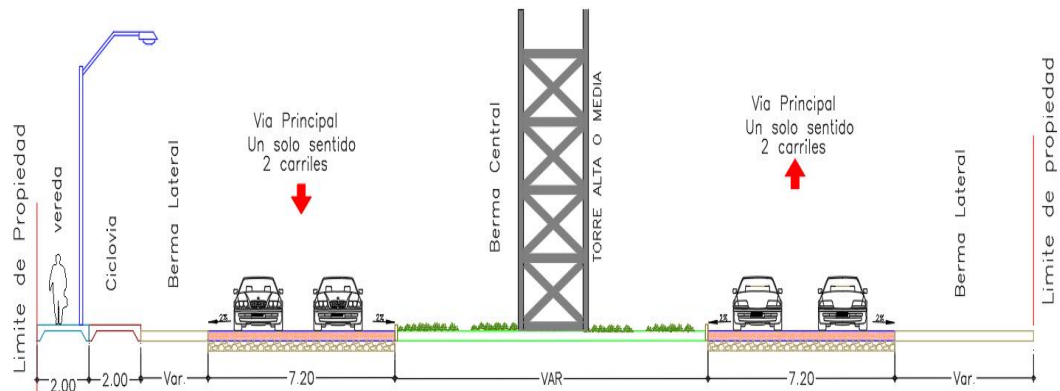 Limite de Propiedad
vereda
Ciclovia
Berma Lateral
Via Principal
Un solo sentido
2 carriles
Berma Central
TORRE ALTA O MEDIA
Via Principal
Un solo sentido
2 carriles
Berma Lateral
Limite de propiedad
2%
2%
2%
2%
2.00
2.00
Var.
7.20
VAR
7.20
Var.